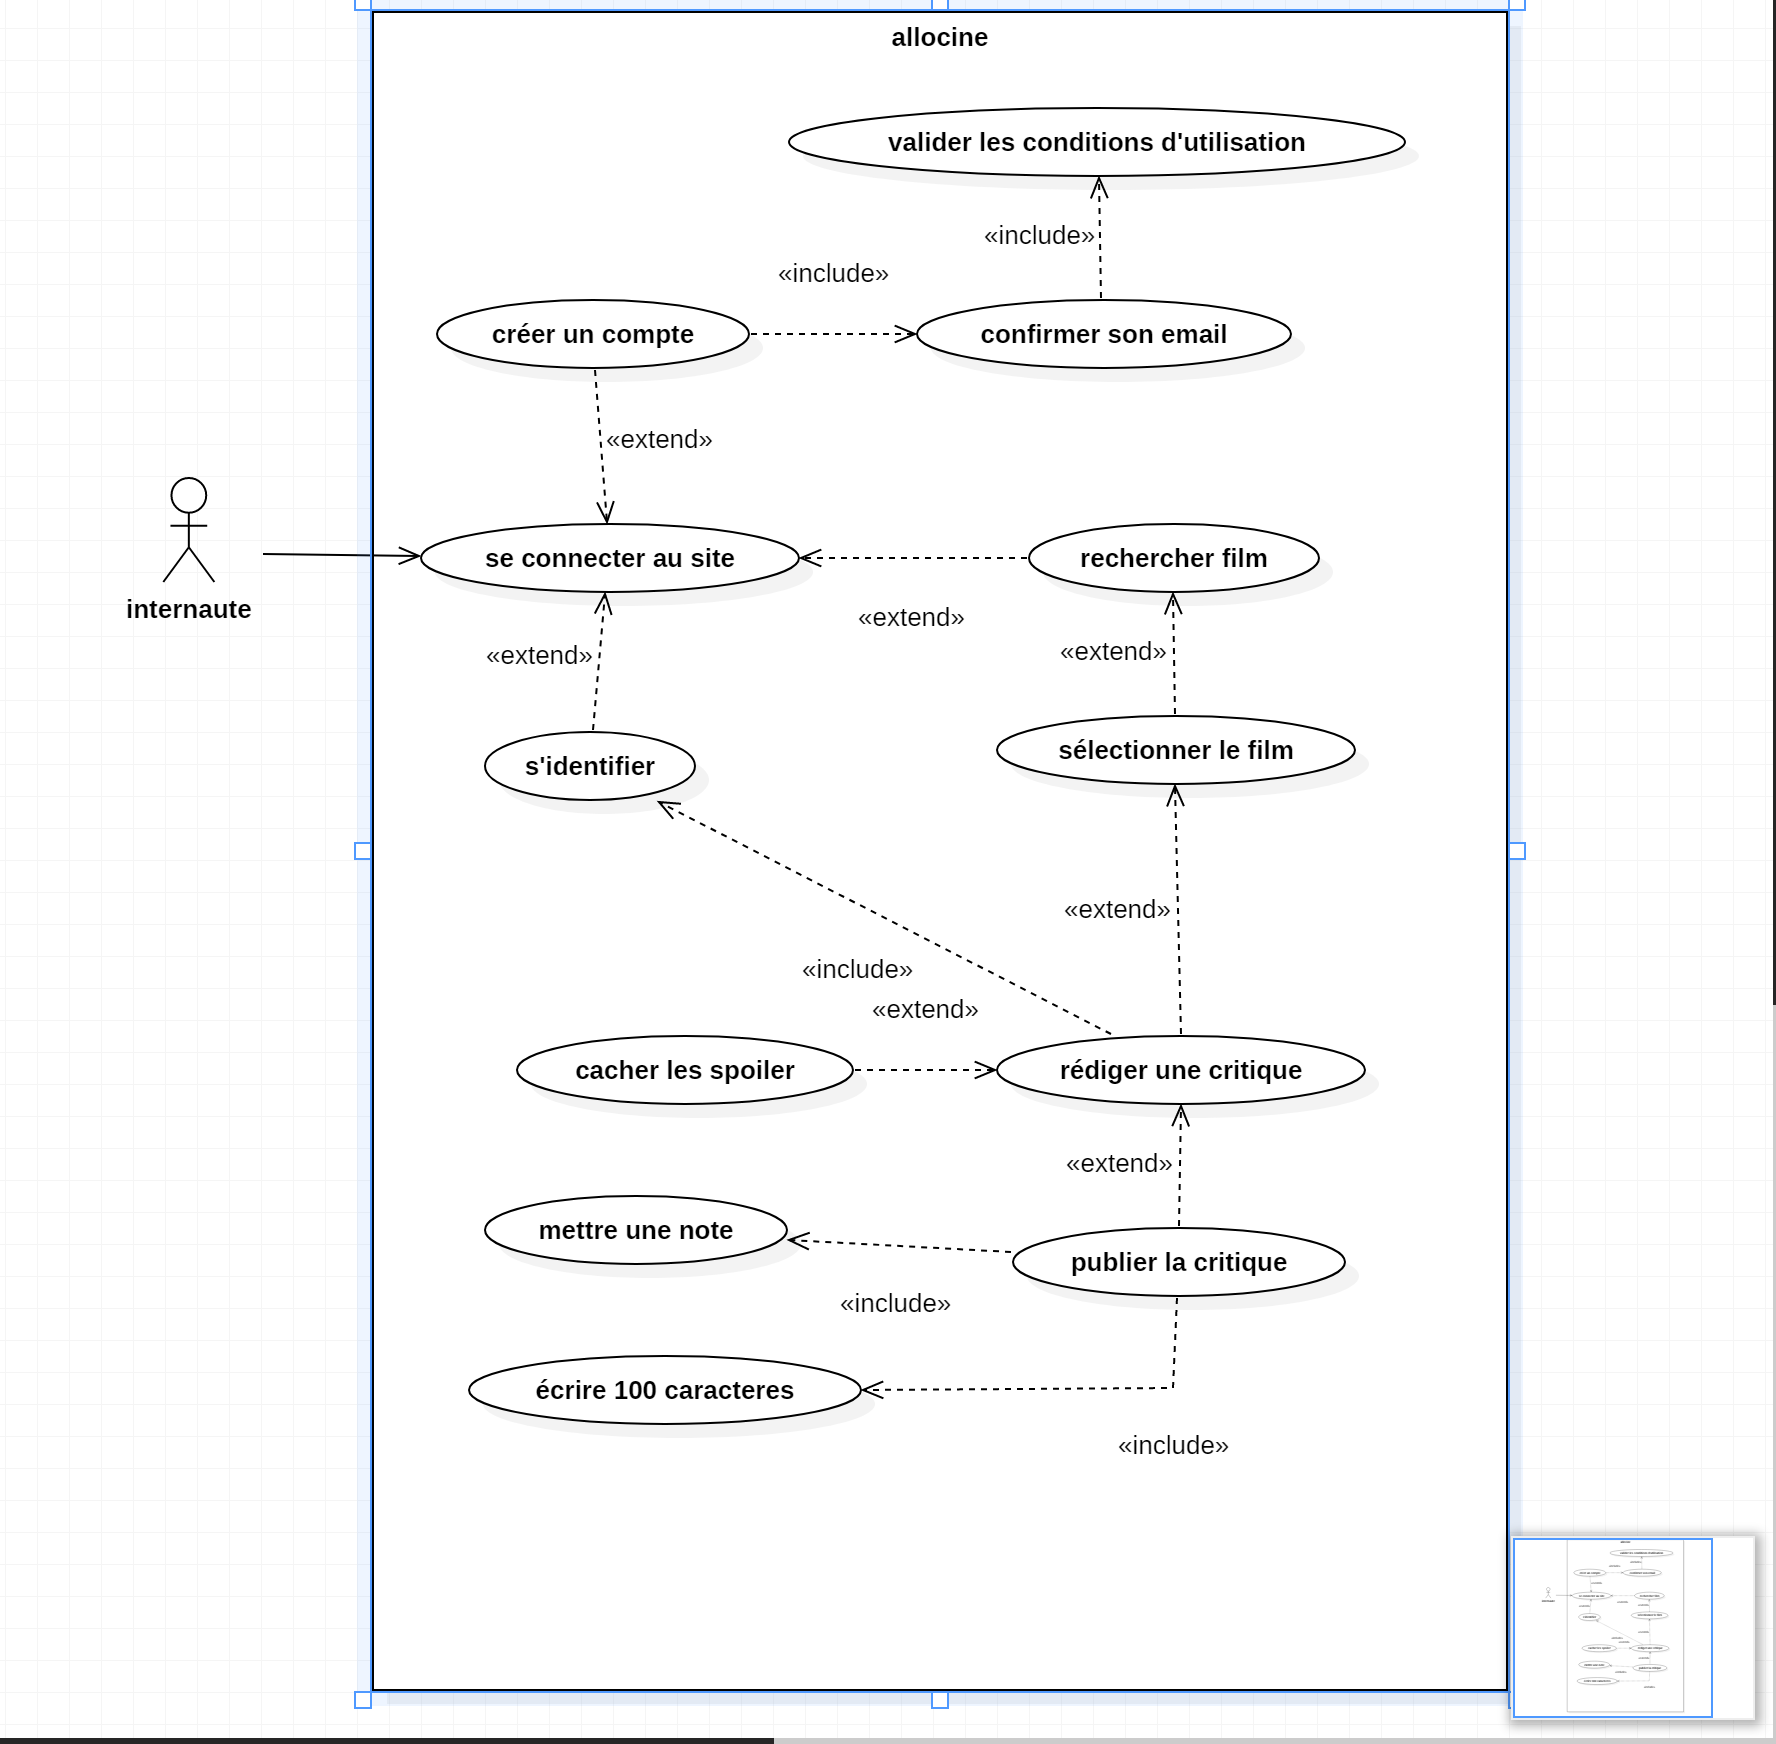 allocine
valider les conditions d'utilisation
«include»
«include»
créer un compte
confirmer son email
«extend»
se connecter au site
rechercher film
internaute
«extend»
«extend»
«extend»
s'identifier
sélectionner le film
«extend»
«include»
«extend»
cacher les spoiler
rédiger une critique
«extend»
mettre une note
publier la critique
«include»
écrire 100 caracteres
«include»